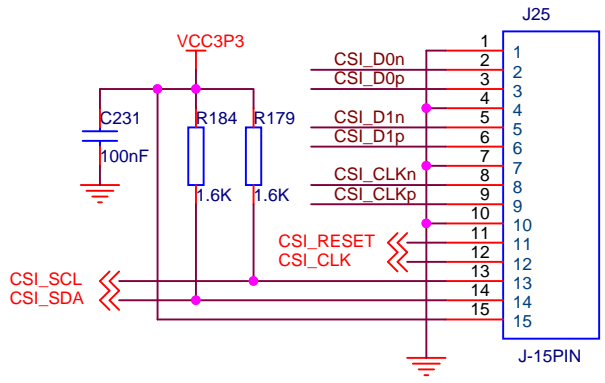 J25
VCC3P3
1 1
CSI_D0n 2 2
CSI_D0p 3 3
4 4
C231 R184 R179 CSI_D1n 5 5
CSI_D1p 6 6
100nF 7 7
CSI_CLKn 8 8
1.6K 1.6K CSI_CLKp 9 9
10 10
CSI_RESET 11 11
CSI_CLK 12 12
CSI_SCL 13 13
CSI_SDA 14 14
15 15
J-15PIN